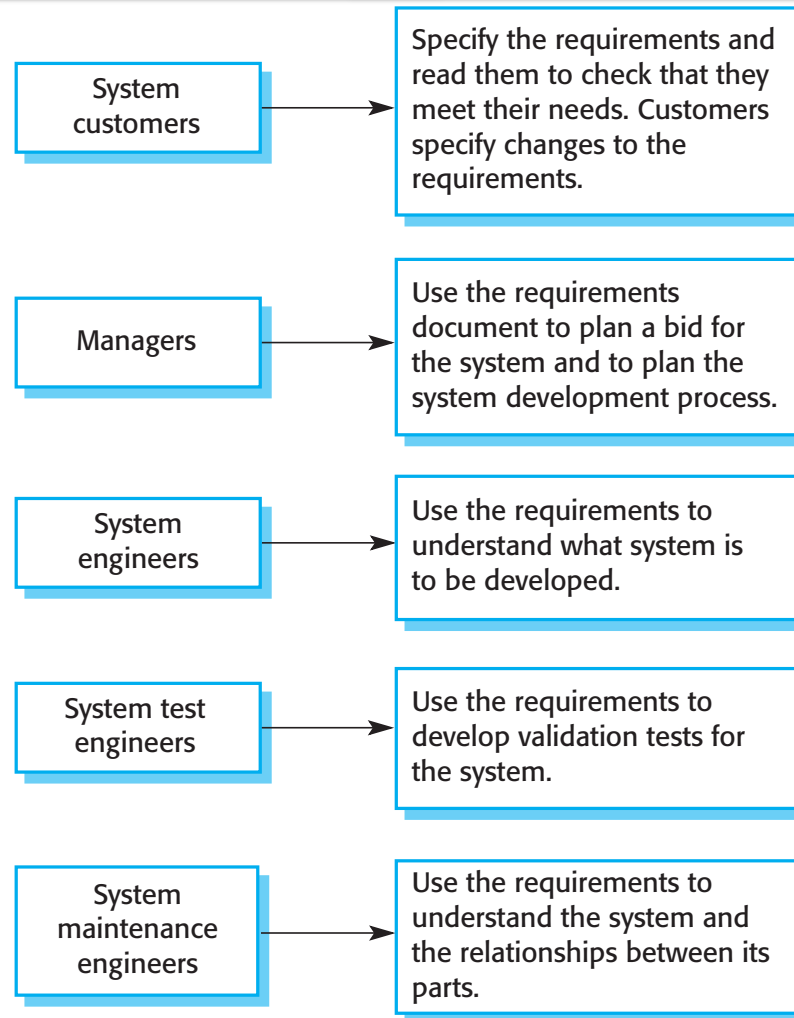 System
customers
Specify the requirements and
read them to check that they
meet their needs. Customers
specify changes to the
requirements.
Managers
Use the requirements
document to plan a bid for
the system and to plan the
system development process.
System
engineers
Use the requirements to
understand what system is
to be developed.
System test
engineers
Use the requirements to
develop validation tests for
the system.
System
maintenance
engineers
Use the requirements to
understand the system and
the relationships between its
parts.